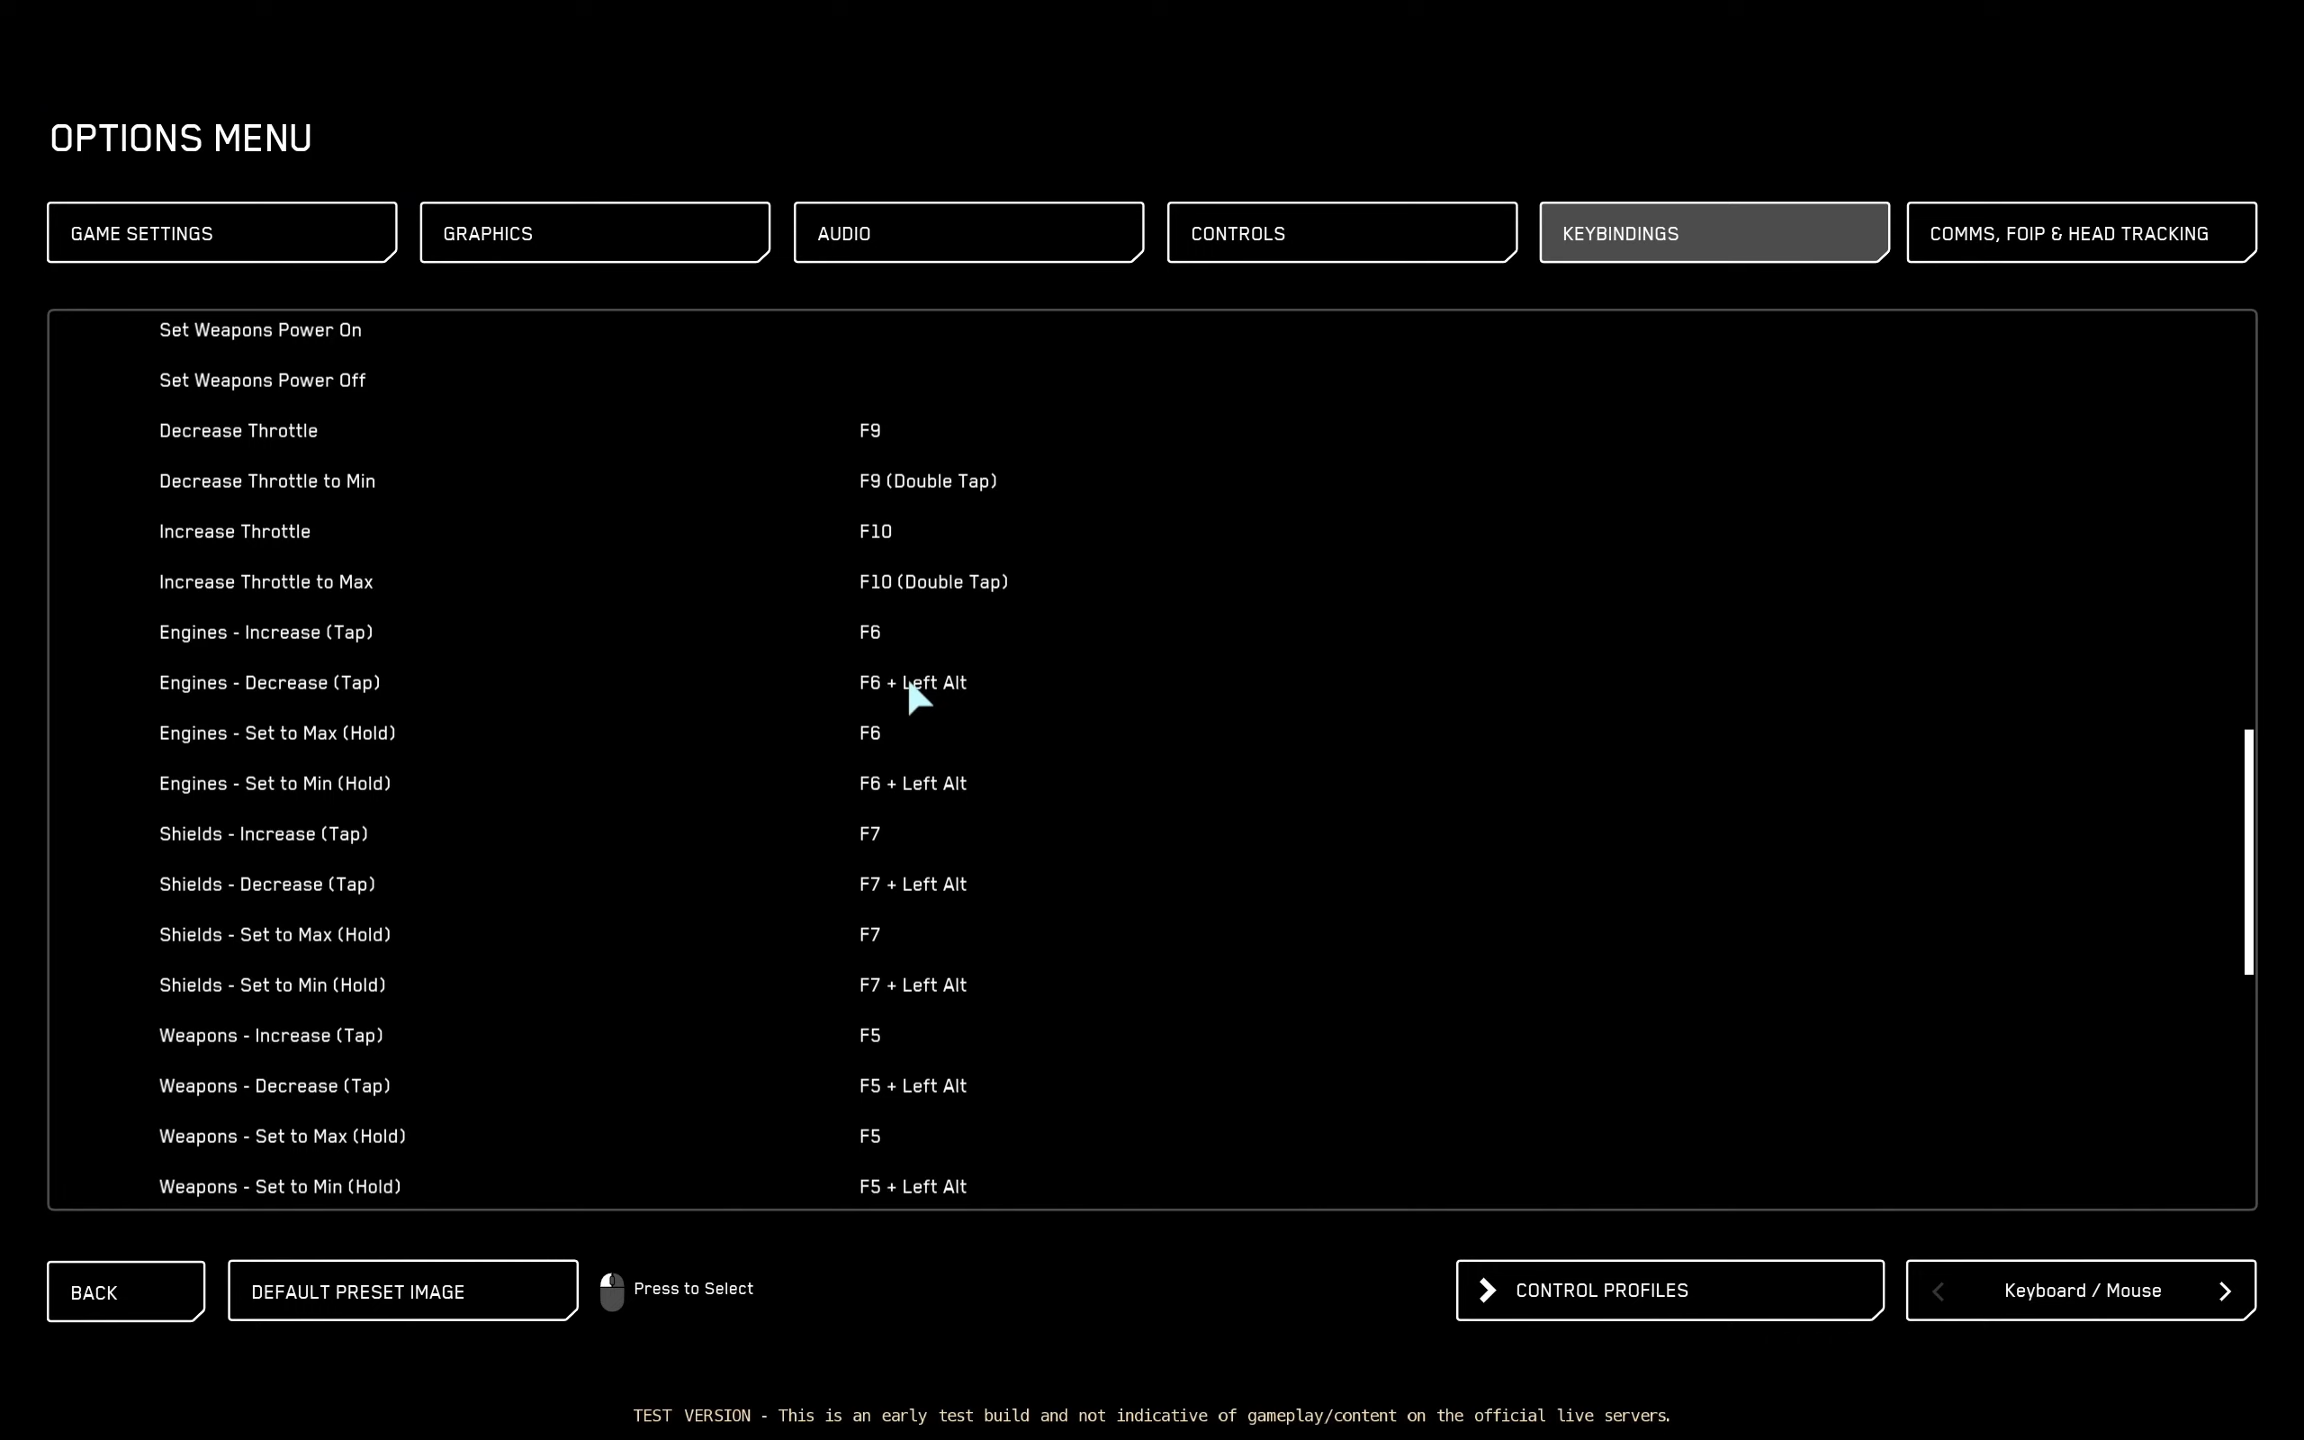 OPTIONS MENU
GAME SETTINGS
GRAPHICS
AUDIO
CONTROLS
KEYBINDINGS
COMMS, FOIP & HEAD TRACKING
Set Weapons Power On
Set Weapons Power Off
Decrease Throttle F9
Decrease Throttle to Min F9 (Double Tap)
Increase Throttle F10
Increase Throttle to Max F10 (Double Tap)
Engines - Increase (Tap) F6
Engines - Decrease (Tap) F6 + Left Alt
Engines - Set to Max (Hold) F6
Engines - Set to Min (Hold) F6 + Left Alt
Shields - Increase (Tap) F7
Shields - Decrease (Tap) F7 + Left Alt
Shields - Set to Max (Hold) F7
Shields - Set to Min (Hold) F7 + Left Alt
Weapons - Increase (Tap) F5
Weapons - Decrease (Tap) F5 + Left Alt
Weapons - Set to Max (Hold) F5
Weapons - Set to Min (Hold) F5 + Left Alt
BACK
DEFAULT PRESET IMAGE
Press to Select
CONTROL PROFILES
Keyboard / Mouse
TEST VERSION - This is an early test build and not indicative of gameplay/content on the official live servers.